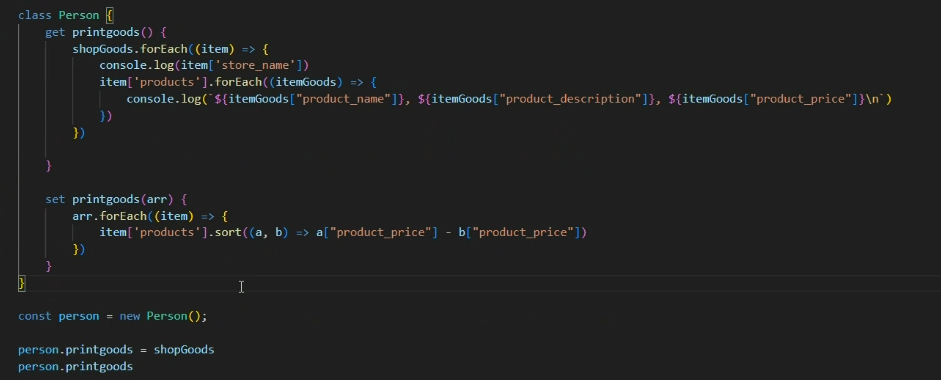 class Person {
    get printgoods() {
        shopGoods.forEach((item) => {
            console.log(item['store_name'])
            item['products'].forEach((itemGoods) => {
                console.log(`${itemGoods["product_name"]}, ${itemGoods["product_description"]}, ${itemGoods["product_price"]}\n`)
            })
        })
    }
    set printgoods(arr) {
        arr.forEach((item) => {
            item['products'].sort((a, b) => a["product_price"] - b["product_price"])
        })
    }
}
const person = new Person();
person.printgoods = shopGoods
person.printgoods